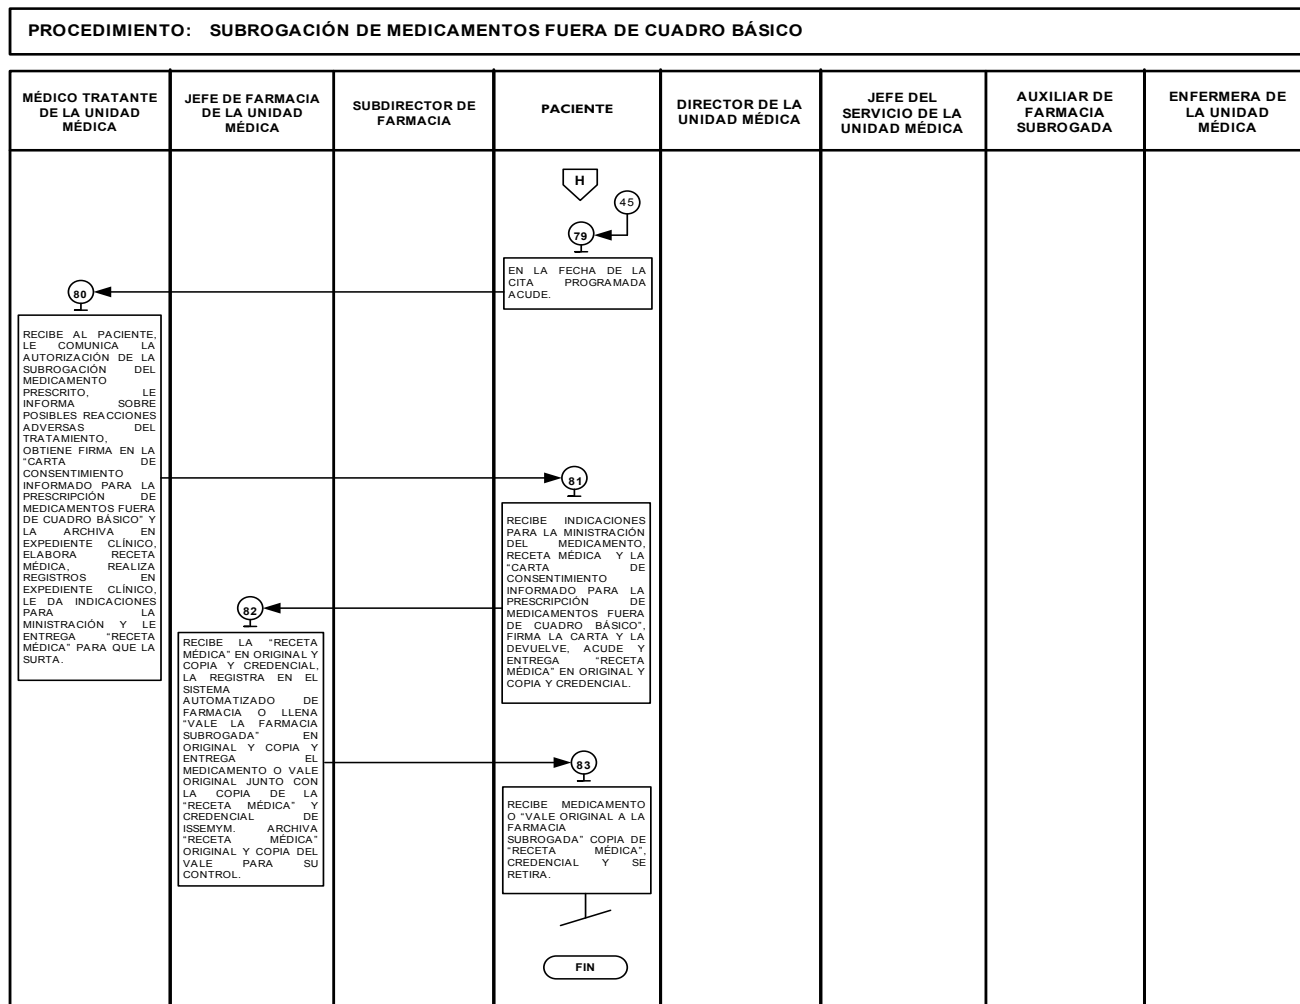 PROCEDIMIENTO: SUBROGACIÓN DE MEDICAMENTOS FUERA DE CUADRO BÁSICO
MÉDICO TRATANTE
DE LA UNIDAD
MÉDICA
JEFE DE FARMACIA
DE LA UNIDAD
MÉDICA
SUBDIRECTOR DE
FARMACIA
PACIENTE
DIRECTOR DE LA
UNIDAD MÉDICA
JEFE DEL
SERVICIO DE LA
UNIDAD MÉDICA
AUXILIAR DE
FARMACIA
SUBROGADA
ENFERMERA DE
LA UNIDAD
MÉDICA
H
45
79
EN LA FECHA DE LA
CITA PROGRAMADA
ACUDE.
80
RECIBE AL PACIENTE,
LE COMUNICA LA
AUTORIZACIÓN DE LA
SUBROGACIÓN DEL
MEDICAMENTO
PRESCRITO, LE
INFORMA SOBRE
POSIBLES REACCIONES
ADVERSAS DEL
TRATAMIENTO,
OBTIENE FIRMA EN LA
"CARTA DE
CONSENTIMIENTO
INFORMADO PARA LA
PRESCRIPCIÓN DE
MEDICAMENTOS FUERA
DE CUADRO BÁSICO" Y
LA ARCHIVA EN
EXPEDIENTE CLÍNICO,
ELABORA RECETA
MÉDICA, REALIZA
REGISTROS EN
EXPEDIENTE CLÍNICO,
LE DA INDICACIONES
PARA LA
MINISTRACIÓN Y LE
ENTREGA "RECETA
MÉDICA" PARA QUE LA
SURTA.
81
RECIBE INDICACIONES
PARA LA MINISTRACIÓN
DEL MEDICAMENTO,
RECETA MÉDICA Y LA
"CARTA DE
CONSENTIMIENTO
INFORMADO PARA LA
PRESCRIPCIÓN DE
MEDICAMENTOS FUERA
DE CUADRO BÁSICO",
FIRMA LA CARTA Y LA
DEVUELVE, ACUDE Y
ENTREGA "RECETA
MÉDICA" EN ORIGINAL Y
COPIA Y CREDENCIAL.
82
RECIBE LA "RECETA
MÉDICA" EN ORIGINAL Y
COPIA Y CREDENCIAL,
LA REGISTRA EN EL
SISTEMA
AUTOMATIZADO DE
FARMACIA O LLENA
"VALE LA FARMACIA
SUBROGADA" EN
ORIGINAL Y COPIA Y
ENTREGA EL
MEDICAMENTO O VALE
ORIGINAL JUNTO CON
LA COPIA DE LA
"RECETA MÉDICA" Y
CREDENCIAL DE
ISSEMYM. ARCHIVA
"RECETA MÉDICA"
ORIGINAL Y COPIA DEL
VALE PARA SU
CONTROL.
83
RECIBE MEDICAMENTO
O "VALE ORIGINAL A LA
FARMACIA
SUBROGADA" COPIA DE
"RECETA MÉDICA",
CREDENCIAL Y SE
RETIRA.
FIN